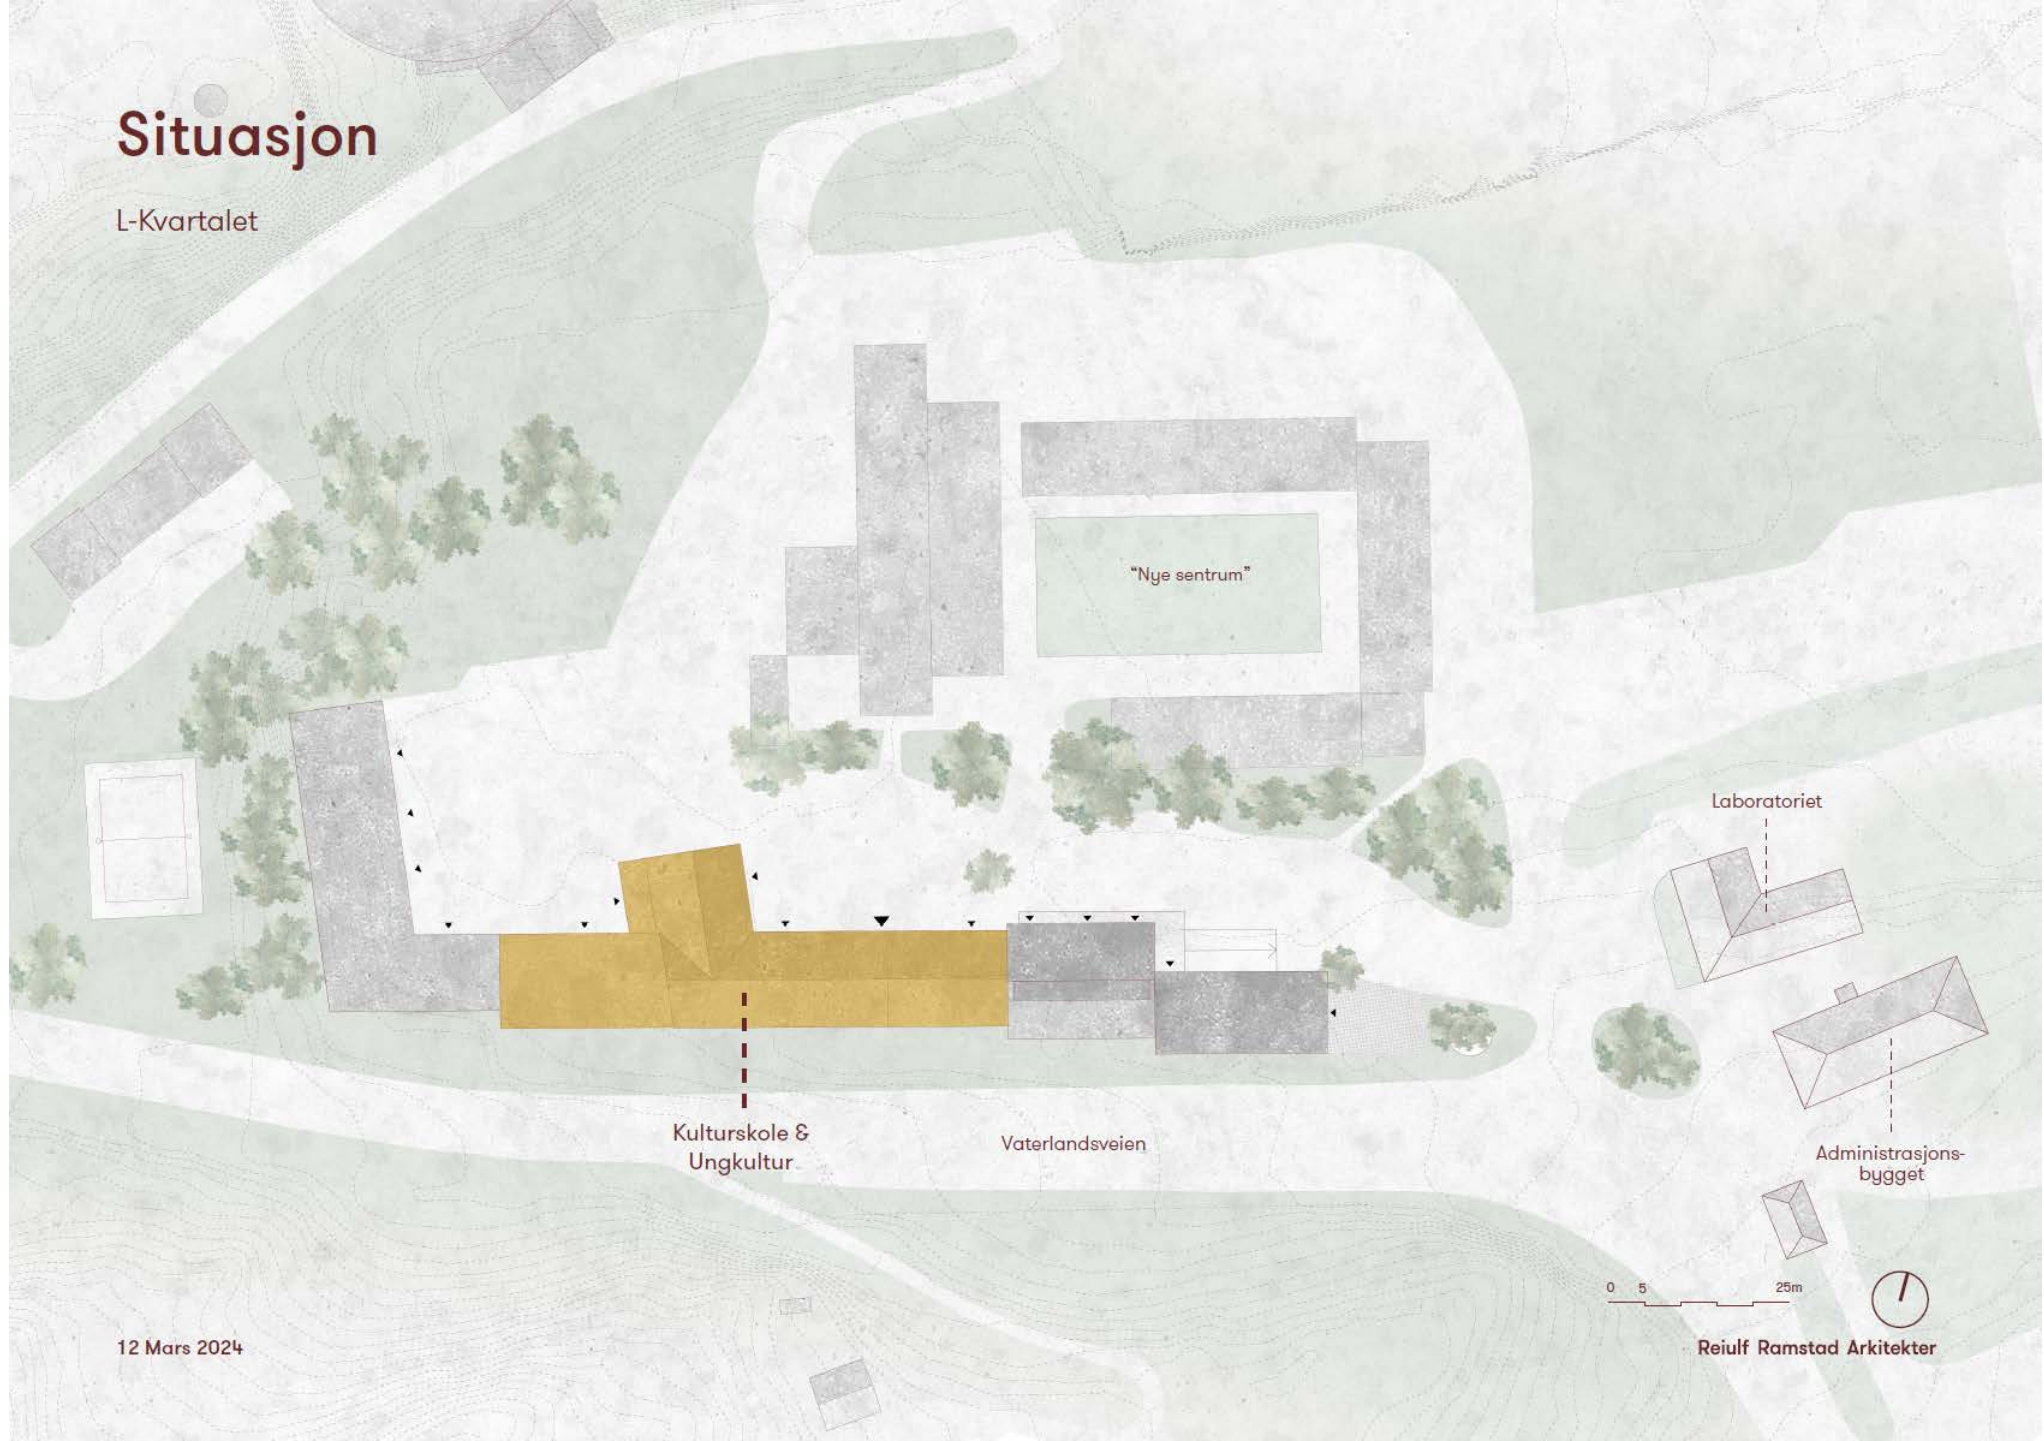 Situasjon
L-Kvartalet
“Nye sentrum”
Laboratoriet
Kulturskole &
Ungkultur
Vaterlandsveien
Administrasjons-
bygget
0 5 25m
12 Mars 2024
Reiulf Ramstad Arkitekter